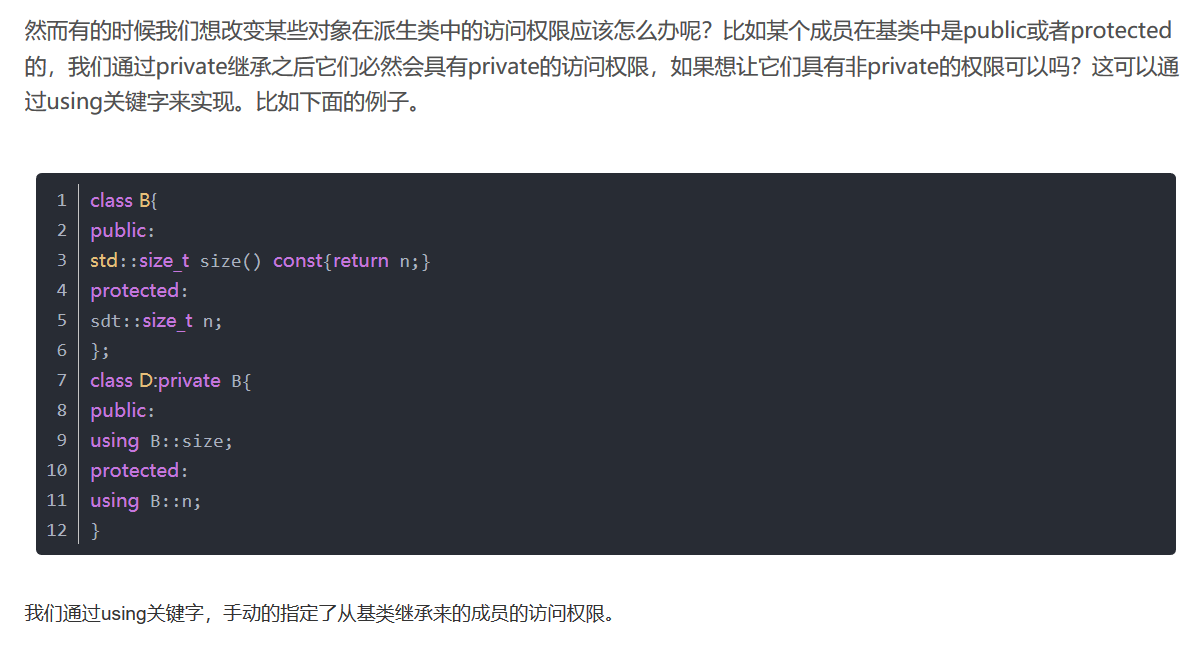 然而有的时候我们想改变某些对象在派生类中的访问权限应该怎么办呢？比如某个成员在基类中是public或者protected
的，我们通过private继承之后它们必然会具有private的访问权限，如果想让它们具有非private的权限可以吗？这可以通
过using关键字来实现。比如下面的例子。
1 class B{
2 public:
3 std::size_t size() const{return n;}
4 protected:
5 sdt::size_t n;
6 };
7 class D:private B{
8 public:
9 using B::size;
10 protected:
11 using B::n;
12 }
我们通过using关键字，手动的指定了从基类继承来的成员的访问权限。